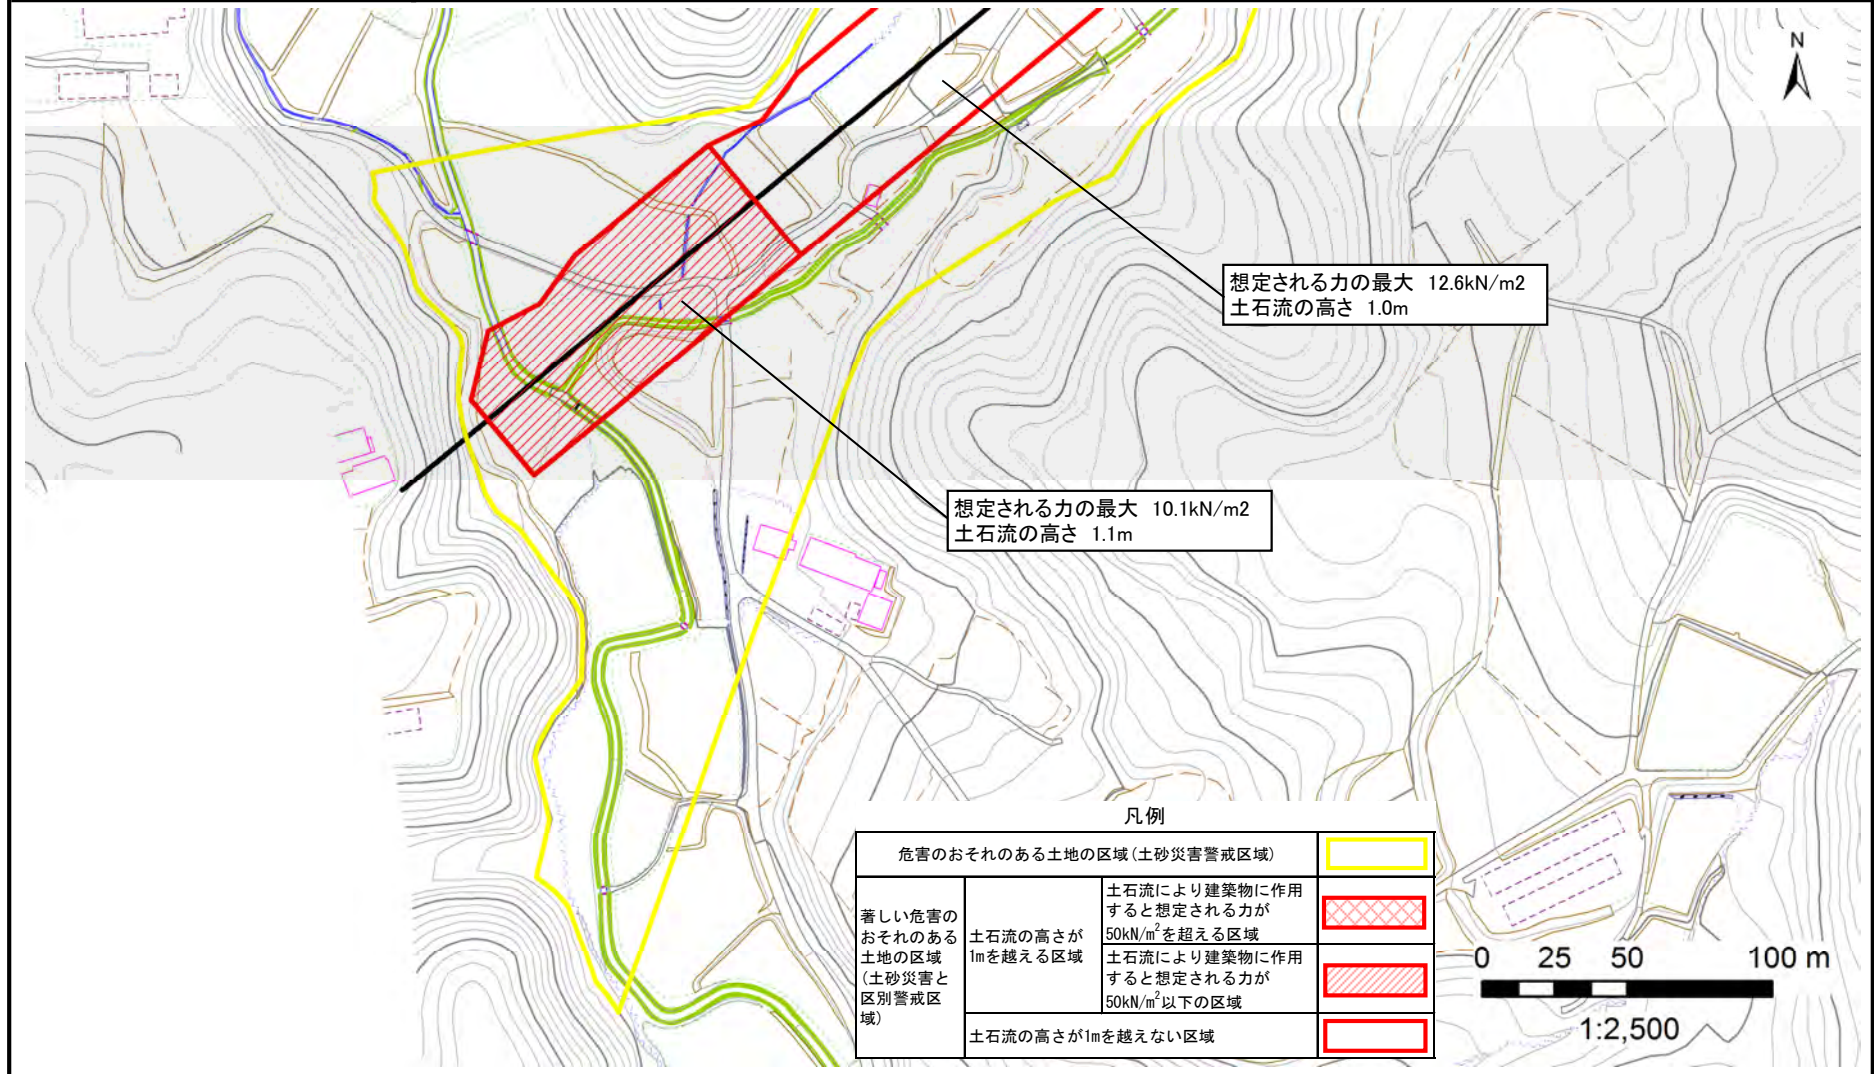 N
想定される力の最大 12.6kN/m2
土石流の高さ 1.0m
想定される力の最大 10.1kN/m2
土石流の高さ 1.1m
凡例
危害のおそれのある土地の区域(土砂災害警戒区域)
著しい危害の
おそれのある
土地の区域
(土砂災害と
区別警戒区
域)
土石流の高さが
1mを越える区域
土石流により建築物に作用
すると想定される力が
50kN/m²を超える区域
土石流により建築物に作用
すると想定される力が
50kN/m²以下の区域
土石流の高さが1mを越えない区域
0 25 50 100 m
1:2,500